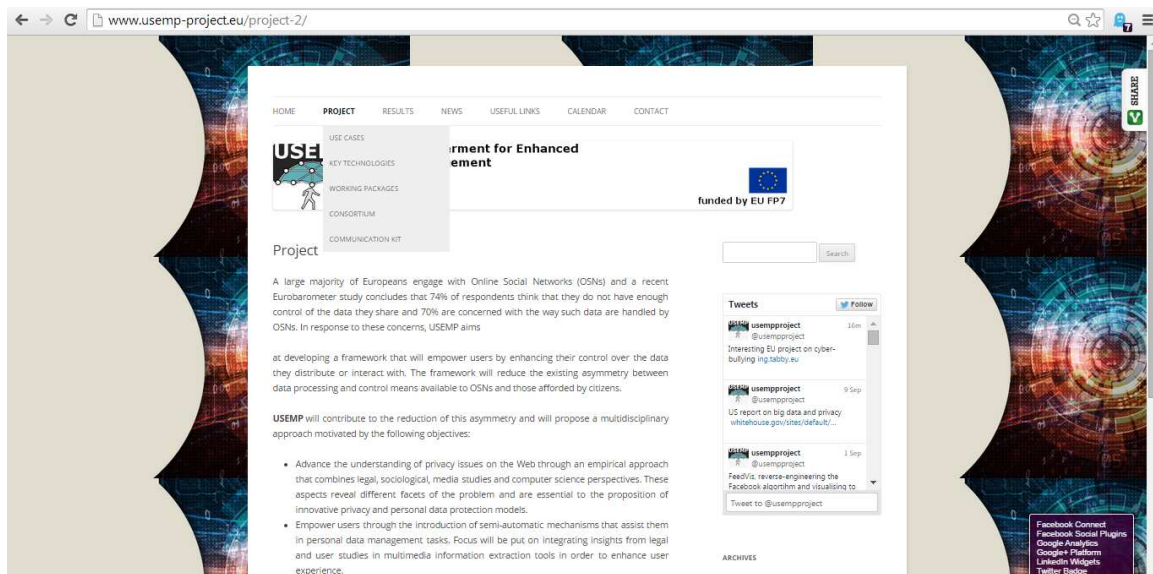 www.usemp-project.eu/project-2/
7
SHARE
HOME PROJECT RESULTS NEWS USEFUL LINKS CALENDAR CONTACT
USE CASES
KEY TECHNOLOGIES
WORKING PACKAGES
CONSORTIUM
COMMUNICATION KIT
USE
erment for Enhanced
ement
funded by EU FP7
Project
A large majority of Europeans engage with Online Social Networks (OSNs) and a recent
Eurobarometer study concludes that 74% of respondents think that they do not have enough
control of the data they share and 70% are concerned with the way such data are handled by
OSNs. In response to these concerns, USEMP aims
at developing a framework that will empower users by enhancing their control over the data
they distribute or interact with. The framework will reduce the existing asymmetry between
data processing and control means available to OSNs and those afforded by citizens.
USEMP will contribute to the reduction of this asymmetry and will propose a multidisciplinary
approach motivated by the following objectives:
• Advance the understanding of privacy issues on the Web through an empirical approach
that combines legal, sociological, media studies and computer science perspectives. These
aspects reveal different facets of the problem and are essential to the proposition of
innovative privacy and personal data protection models.
• Empower users through the introduction of semi-automatic mechanisms that assist them
in personal data management tasks. Focus will be put on integrating insights from legal
and user studies in multimedia information extraction tools in order to enhance user
experience.
Search
Tweets Follow
usempproject 16m
@usempproject
Interesting EU project on cyber-
bullying ing.tabby.eu
usempproject 9 Sep
@usempproject
US report on big data and privacy
whitehouse.gov/sites/default/...
usempproject 1 Sep
@usempproject
FeedVis, reverse-engineering the
Facebook algortihm and visualising to
Tweet to @usempproject
ARCHIVES
Facebook Connect
Facebook Social Plugins
Google Analytics
Google+ Platform
LinkedIn Widgets
Twitter Badge